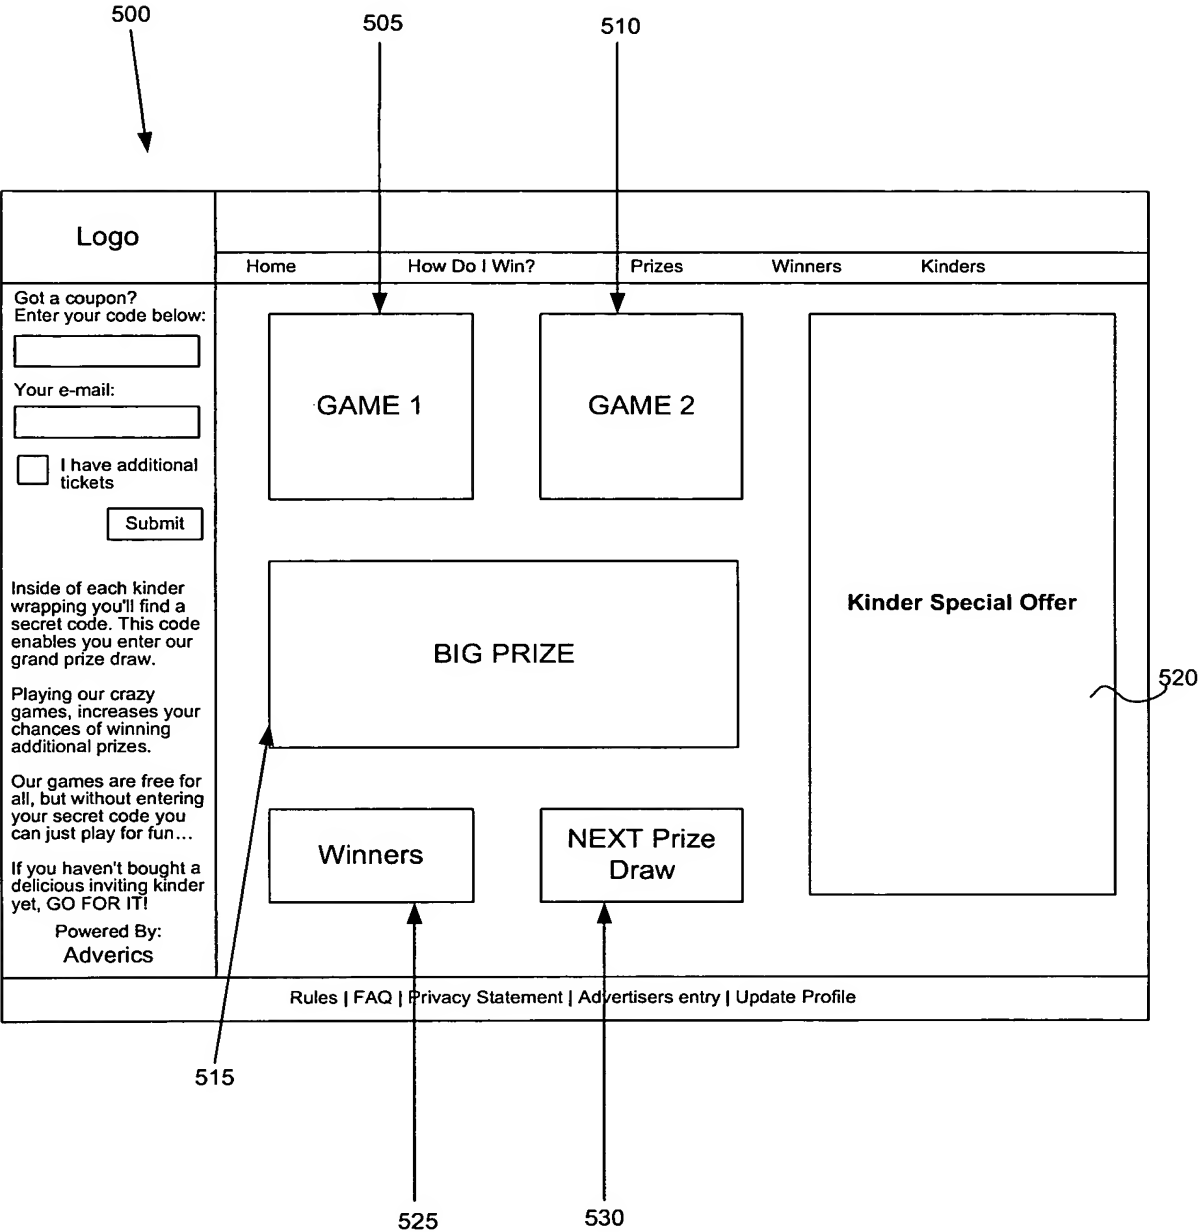 500
505
510
Logo
Home How Do I Win? Prizes Winners Kinders
Got a coupon?
Enter your code below:
Your e-mail:
I have additional
tickets
Submit
Inside of each kinder
wrapping you'll find a
secret code. This code
enables you enter our
grand prize draw.
Playing our crazy
games, increases your
chances of winning
additional prizes.
Our games are free for
all, but without entering
your secret code you
can just play for fun...
If you haven't bought a
delicious inviting kinder
yet, GO FOR IT!
Powered By:
Adverics
GAME 1
GAME 2
BIG PRIZE
Kinder Special Offer
520
Winners
NEXT Prize
Draw
Rules | FAQ | Privacy Statement | Advertisers entry | Update Profile
515
525
530